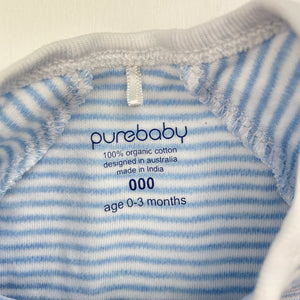 purebaby
100% organic cotton
designed in australia
made in India
000
age 0-3 months